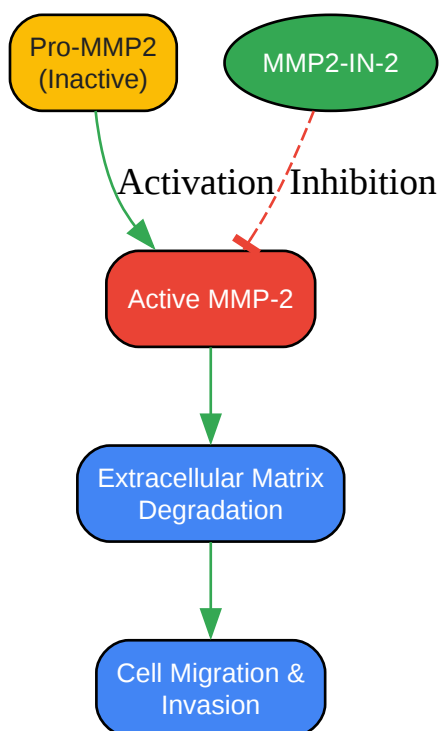 Pro-MMP2
(Inactive)
MMP2-IN-2
Activation
Inhibition
Active MMP-2
Extracellular Matrix
Degradation
Cell Migration &
Invasion